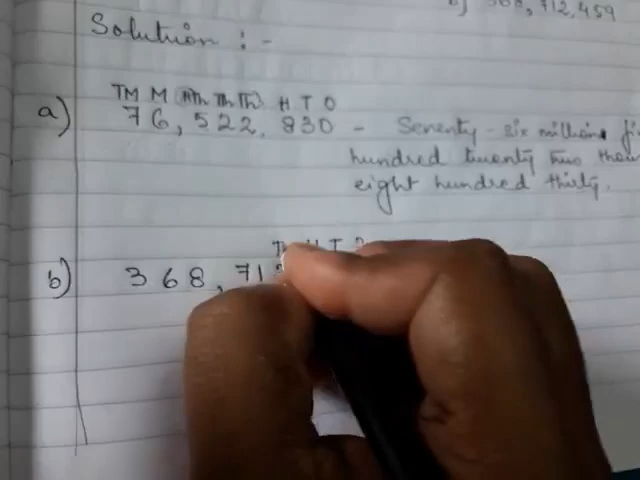 b) 368,712,459
Solution :-
TM M HTh TTh Th H T O
a) 76,522,830 - Seventy-six million
hundred twenty two
eight hundred thirty.
H T
b) 368,71